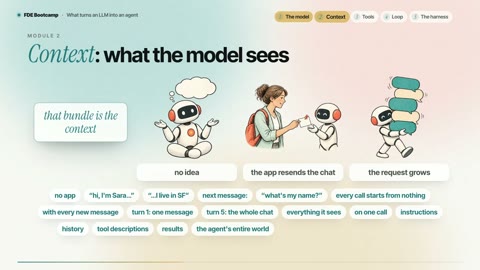 FDE Bootcamp / What turns an LLM into an agent
1 The model
2 Context
3 Tools
4 Loop
5 The harness
MODULE 2
Context: what the model sees
that bundle is the
context
no idea
the app resends the chat
the request grows
no app
"hi, I'm Sara..."
"...I live in SF"
next message:
"what's my name?"
every call starts from nothing
with every new message
turn 1: one message
turn 5: the whole chat
everything it sees
on one call
instructions
history
tool descriptions
results
the agent's entire world